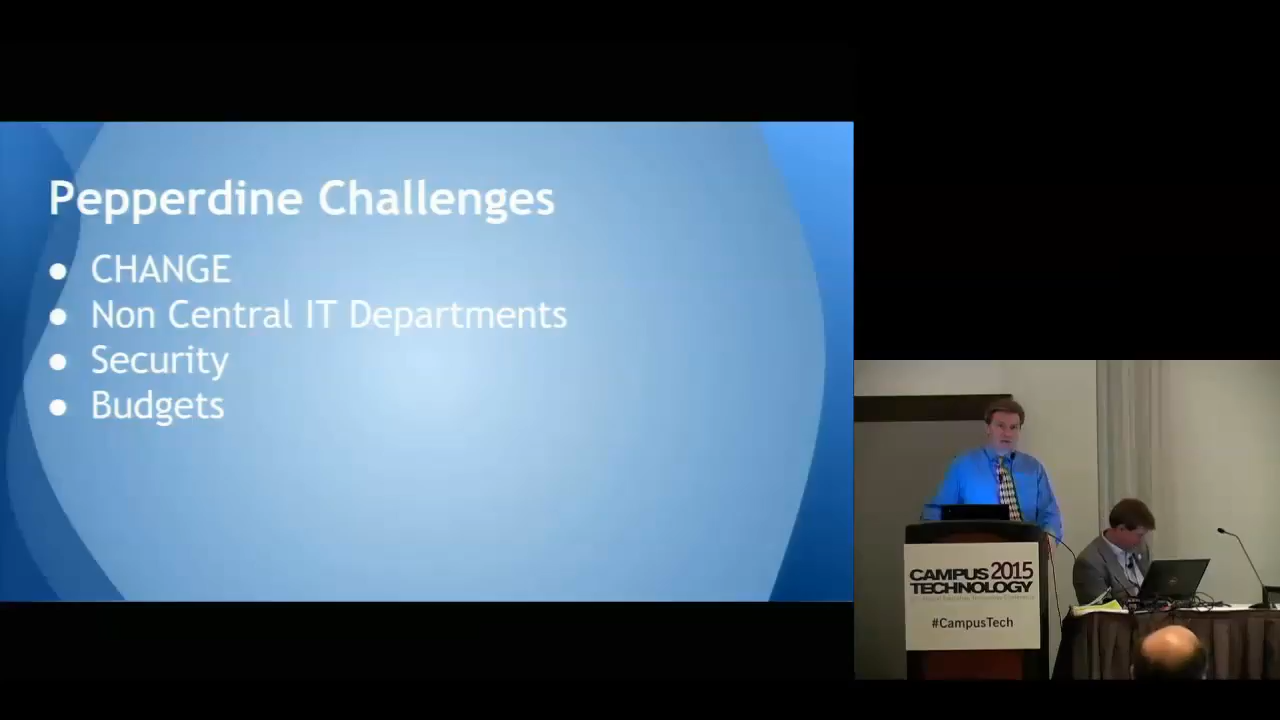 Pepperdine Challenges
● CHANGE
● Non Central IT Departments
● Security
● Budgets
CAMPUS 2015
TECHNOLOGY
#CampusTech